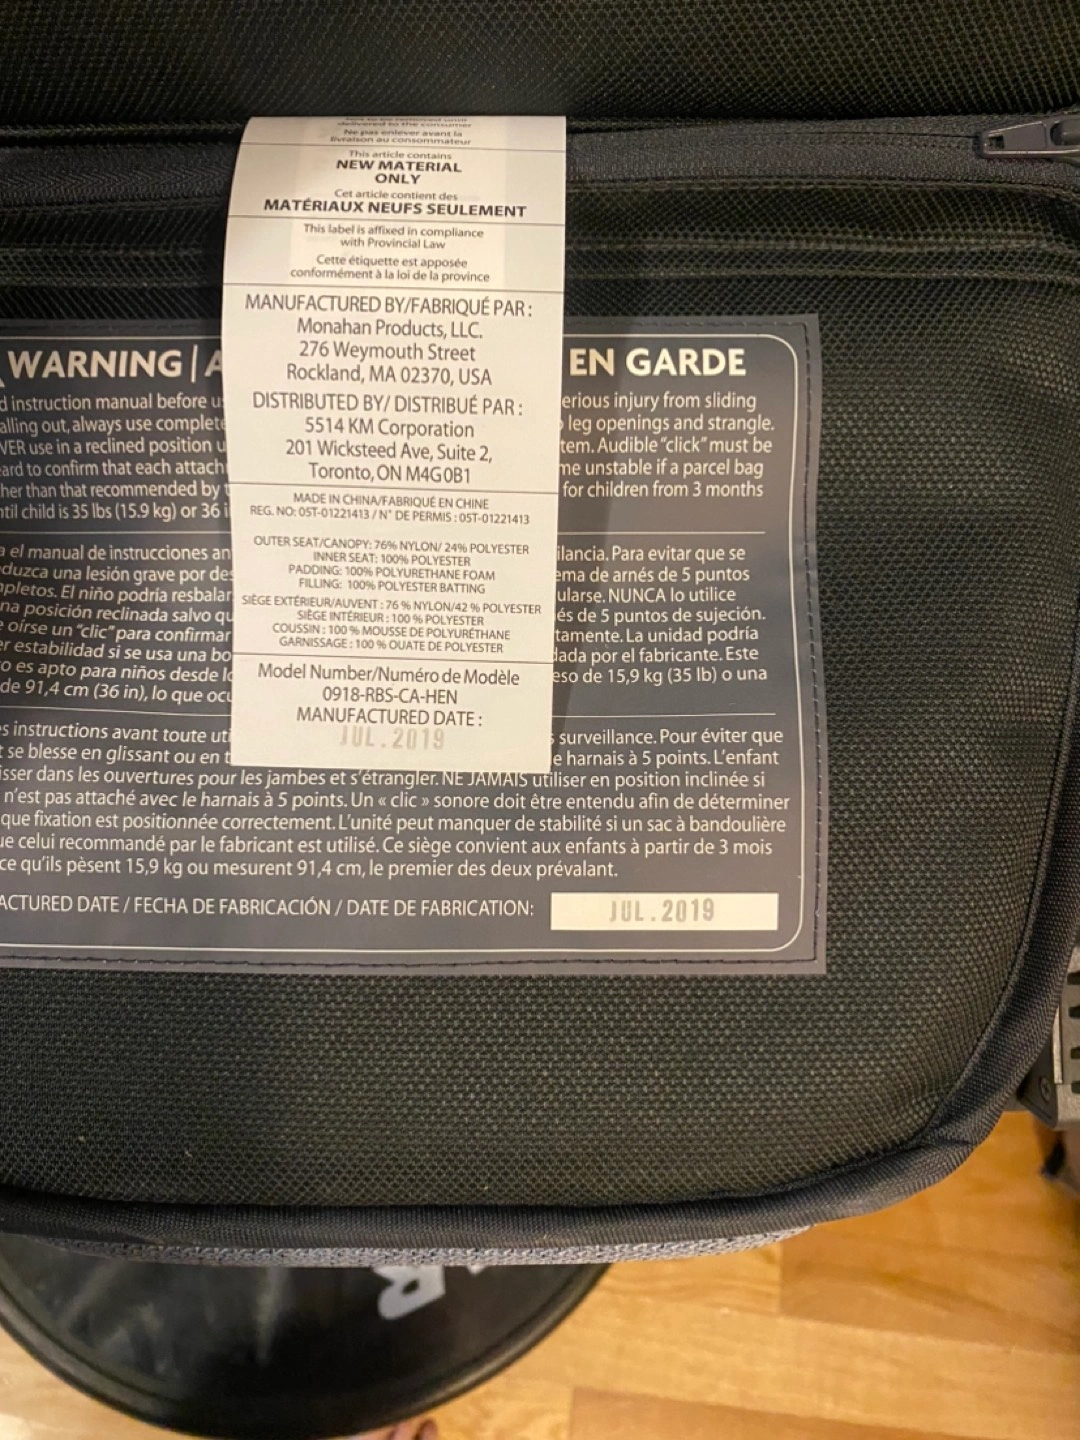 delivered to the consumer
Ne pas enlever avant la
livraison au consommateur
This article contains
NEW MATERIAL
ONLY
Cet article contient des
MATÉRIAUX NEUFS SEULEMENT
This label is affixed in compliance
with Provincial Law
Cette étiquette est apposée
conformément à la loi de la province
MANUFACTURED BY/FABRIQUÉ PAR :
Monahan Products, LLC.
276 Weymouth Street
Rockland, MA 02370, USA
DISTRIBUTED BY/ DISTRIBUÉ PAR :
5514 KM Corporation
201 Wicksteed Ave, Suite 2,
Toronto, ON M4G0B1
MADE IN CHINA/FABRIQUÉ EN CHINE
REG. NO: 05T-01221413 / N° DE PERMIS : 05T-01221413
OUTER SEAT/CANOPY: 76% NYLON/ 24% POLYESTER
INNER SEAT: 100% POLYESTER
PADDING: 100% POLYURETHANE FOAM
FILLING: 100% POLYESTER BATTING
SIÈGE EXTÉRIEUR/AUVENT : 76 % NYLON/42 % POLYESTER
SIÈGE INTÉRIEUR : 100 % POLYESTER
COUSSIN : 100 % MOUSSE DE POLYURÉTHANE
GARNISSAGE : 100 % OUATE DE POLYESTER
Model Number/Numéro de Modèle
0918-RBS-CA-HEN
MANUFACTURED DATE :
JUL. 2019
WARNING | A EN GARDE
d instruction manual before u erious injury from sliding
alling out, always use complete leg openings and strangle.
VER use in a reclined position u tem. Audible "click" must be
ard to confirm that each attach me unstable if a parcel bag
her than that recommended by t for children from 3 months
ntil child is 35 lbs (15.9 kg) or 36 i
a el manual de instrucciones an ilancia. Para evitar que se
duzca una lesión grave por des ema de arnés de 5 puntos
mpletos. El niño podría resbalar ularse. NUNCA lo utilice
na posición reclinada salvo qu és de 5 puntos de sujeción.
e oírse un "clic" para confirmar tamente. La unidad podría
er estabilidad si se usa una bo dada por el fabricante. Este
o es apto para niños desde lo eso de 15,9 kg (35 lb) o una
de 91,4 cm (36 in), lo que ocu
s instructions avant toute uti surveillance. Pour éviter que
t se blesse en glissant ou en t e harnais à 5 points. L'enfant
isser dans les ouvertures pour les jambes et s'étrangler. NE JAMAIS utiliser en position inclinée si
n'est pas attaché avec le harnais à 5 points. Un « clic » sonore doit être entendu afin de déterminer
que fixation est positionnée correctement. L'unité peut manquer de stabilité si un sac à bandoulière
ue celui recommandé par le fabricant est utilisé. Ce siège convient aux enfants à partir de 3 mois
ce qu'ils pèsent 15,9 kg ou mesurent 91,4 cm, le premier des deux prévalant.
ACTURED DATE / FECHA DE FABRICACIÓN / DATE DE FABRICATION: JUL. 2019